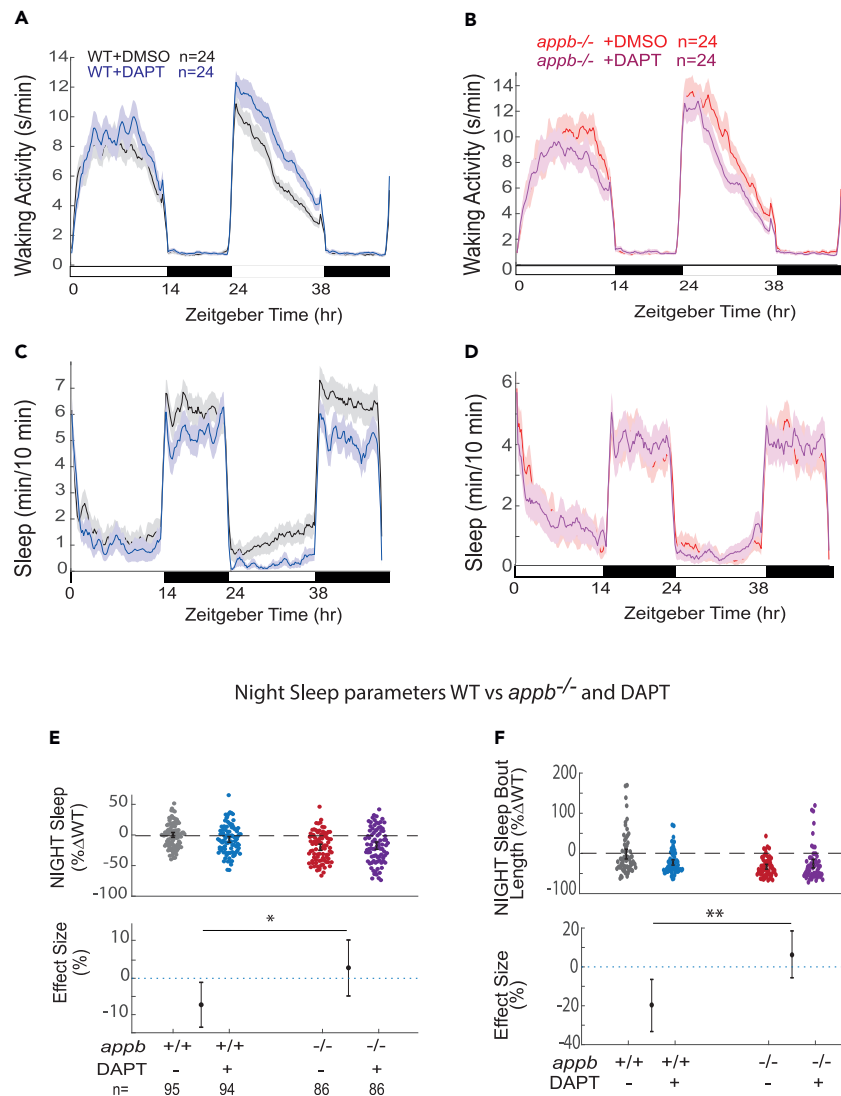 A
WT+DMSO n=24
WT+DAPT n=24
Waking Activity (s/min)
14
12
10
8
6
4
2
0
0 14 24 38
Zeitgeber Time (hr)
B
appb-/- +DMSO n=24
appb-/- +DAPT n=24
Waking Activity (s/min)
14
12
10
8
6
4
2
0
0 14 24 38
Zeitgeber Time (hr)
C
Sleep (min/10 min)
7
6
5
4
3
2
1
0
0 14 24 38
Zeitgeber Time (hr)
D
Sleep (min/10 min)
6
4
2
0
0 14 24 38
Zeitgeber Time (hr)
Night Sleep parameters WT vs appb-/- and DAPT
E
NIGHT Sleep
(%ΔWT)
50
0
-50
-100
*
Effect Size
(%)
10
0
-10
appb +/+ +/+ -/- -/-
DAPT - + - +
n= 95 94 86 86
F
NIGHT Sleep Bout
Length (%ΔWT)
200
100
0
-100
**
Effect Size
(%)
20
0
-20
-40
appb +/+ +/+ -/- -/-
DAPT - + - +